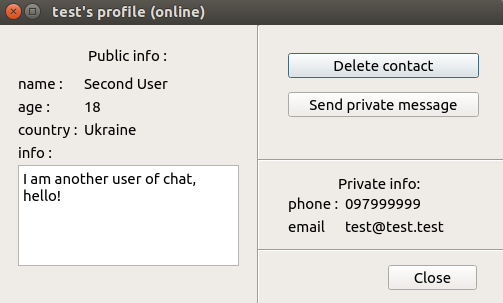 test's profile (online)
Public info :
name : Second User
age : 18
country : Ukraine
info :
I am another user of chat,
hello!
Delete contact
Send private message
Private info:
phone : 097999999
email test@test.test
Close